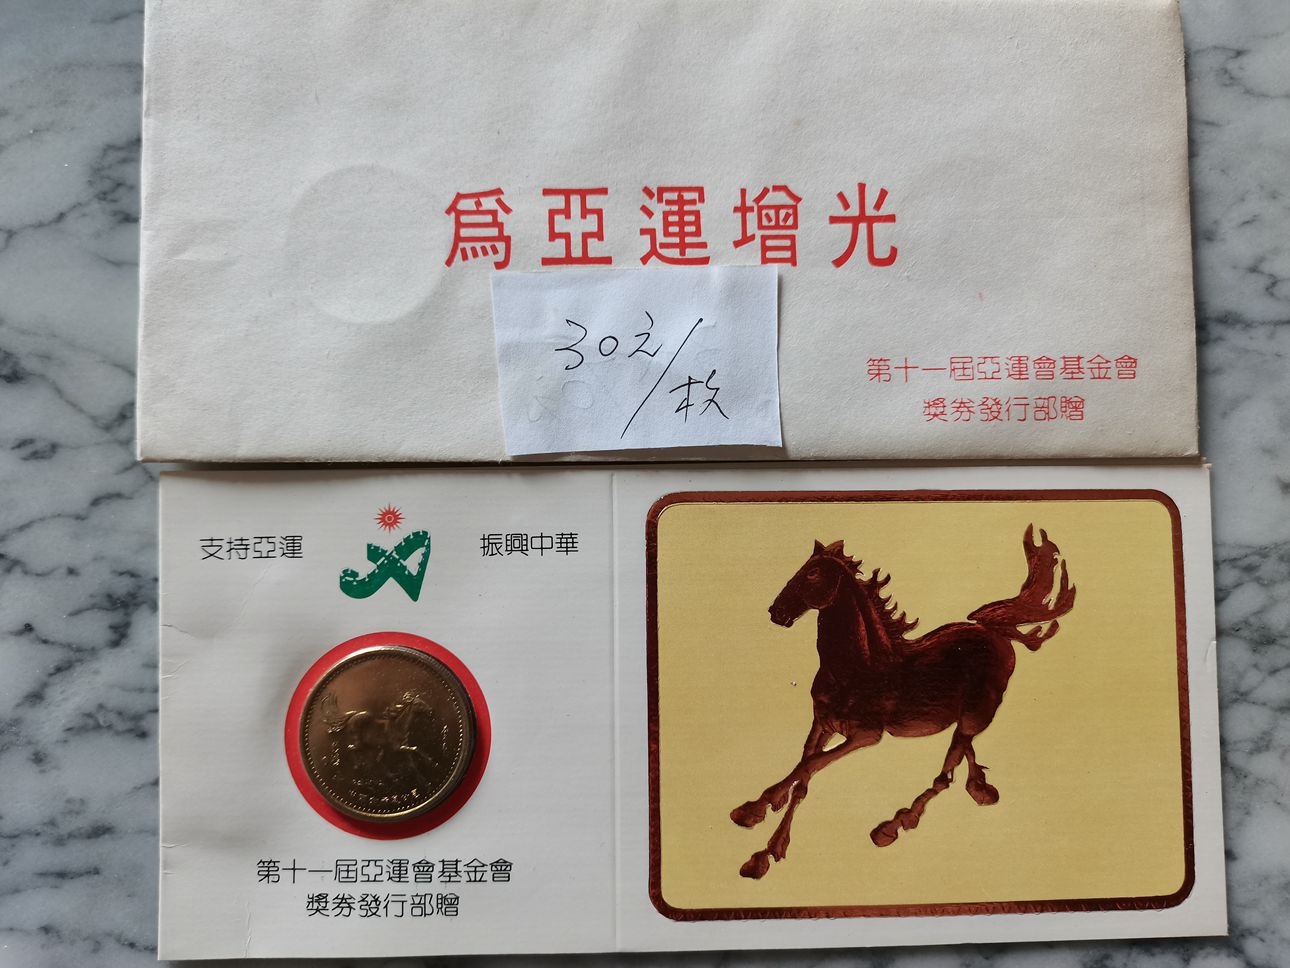 爲亞運增光
30元/枚
第十一屆亞運會基金會
獎券發行部贈
支持亞運
振興中華
第十一屆亞運會基金會
獎券發行部贈